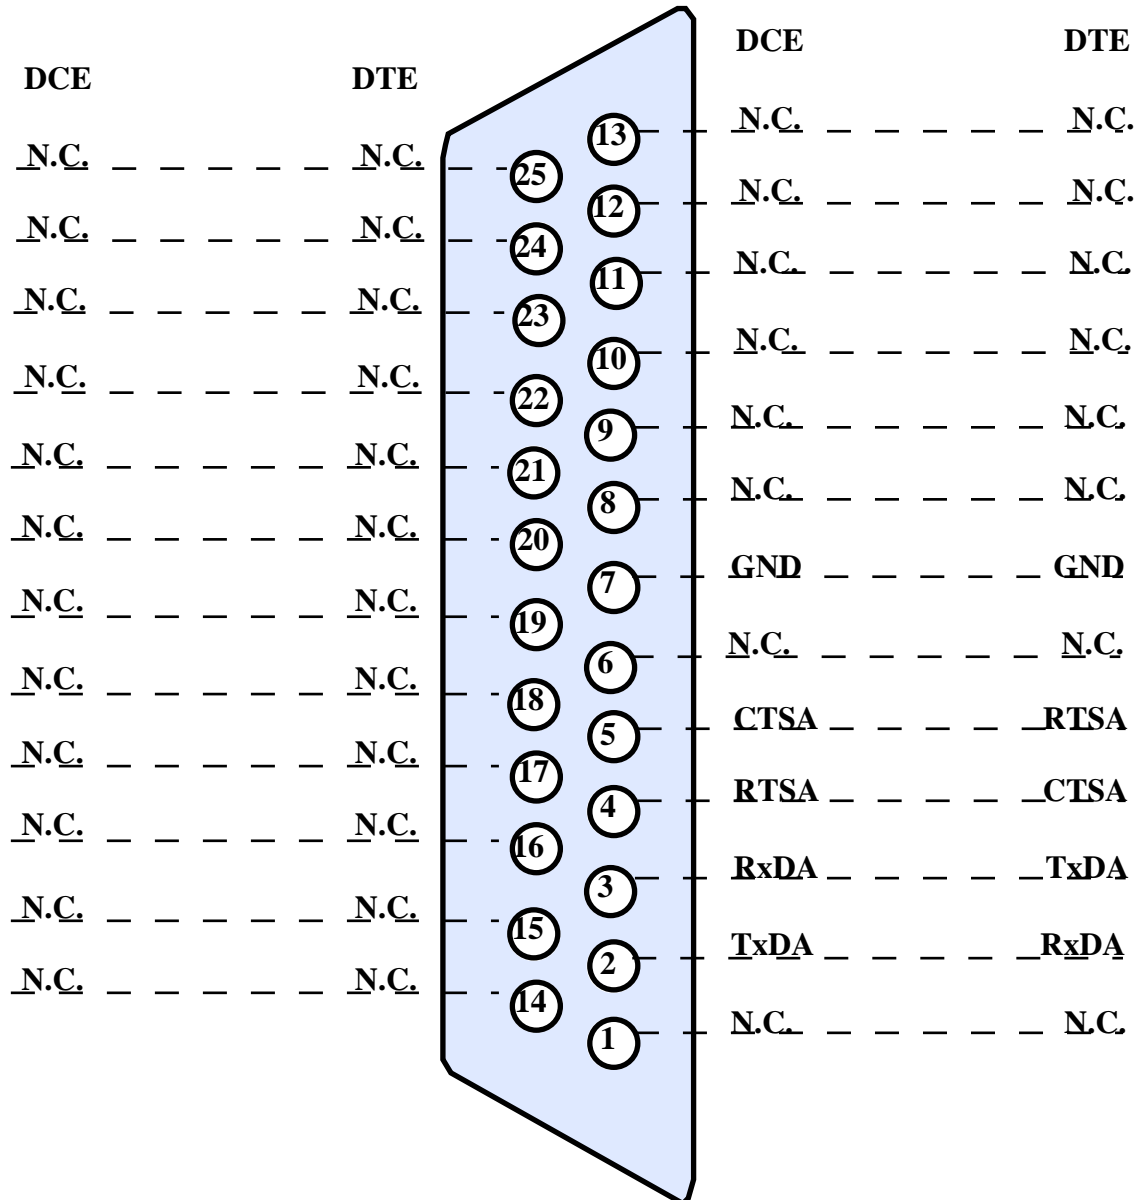 DCE DTE
DCE DTE
13 N.C. N.C.
N.C. N.C. 25
12 N.C. N.C.
N.C. N.C. 24
11 N.C. N.C.
N.C. N.C. 23
10 N.C. N.C.
N.C. N.C. 22
9 N.C. N.C.
N.C. N.C. 21
8 N.C. N.C.
N.C. N.C. 20
7 GND GND
N.C. N.C. 19
6 N.C. N.C.
N.C. N.C. 18
5 CTSA RTSA
N.C. N.C. 17
4 RTSA CTSA
N.C. N.C. 16
3 RxDA TxDA
N.C. N.C. 15
2 TxDA RxDA
N.C. N.C. 14
1 N.C. N.C.